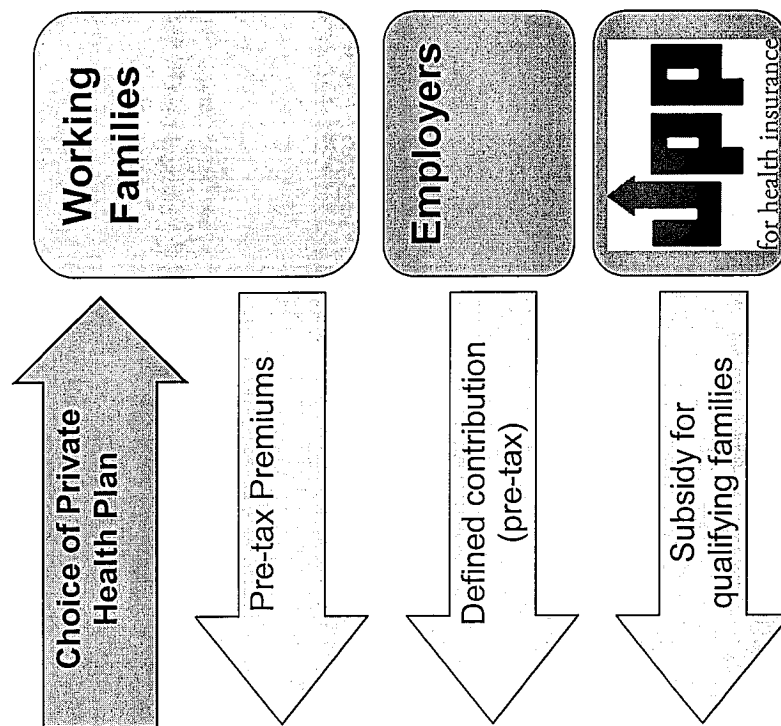 Choice of Private
Health Plan
Working
Families
Pre-tax Premiums
Defined contribution
(pre-tax)
Employers
Subsidy for
qualifying families
upp
for health insurance